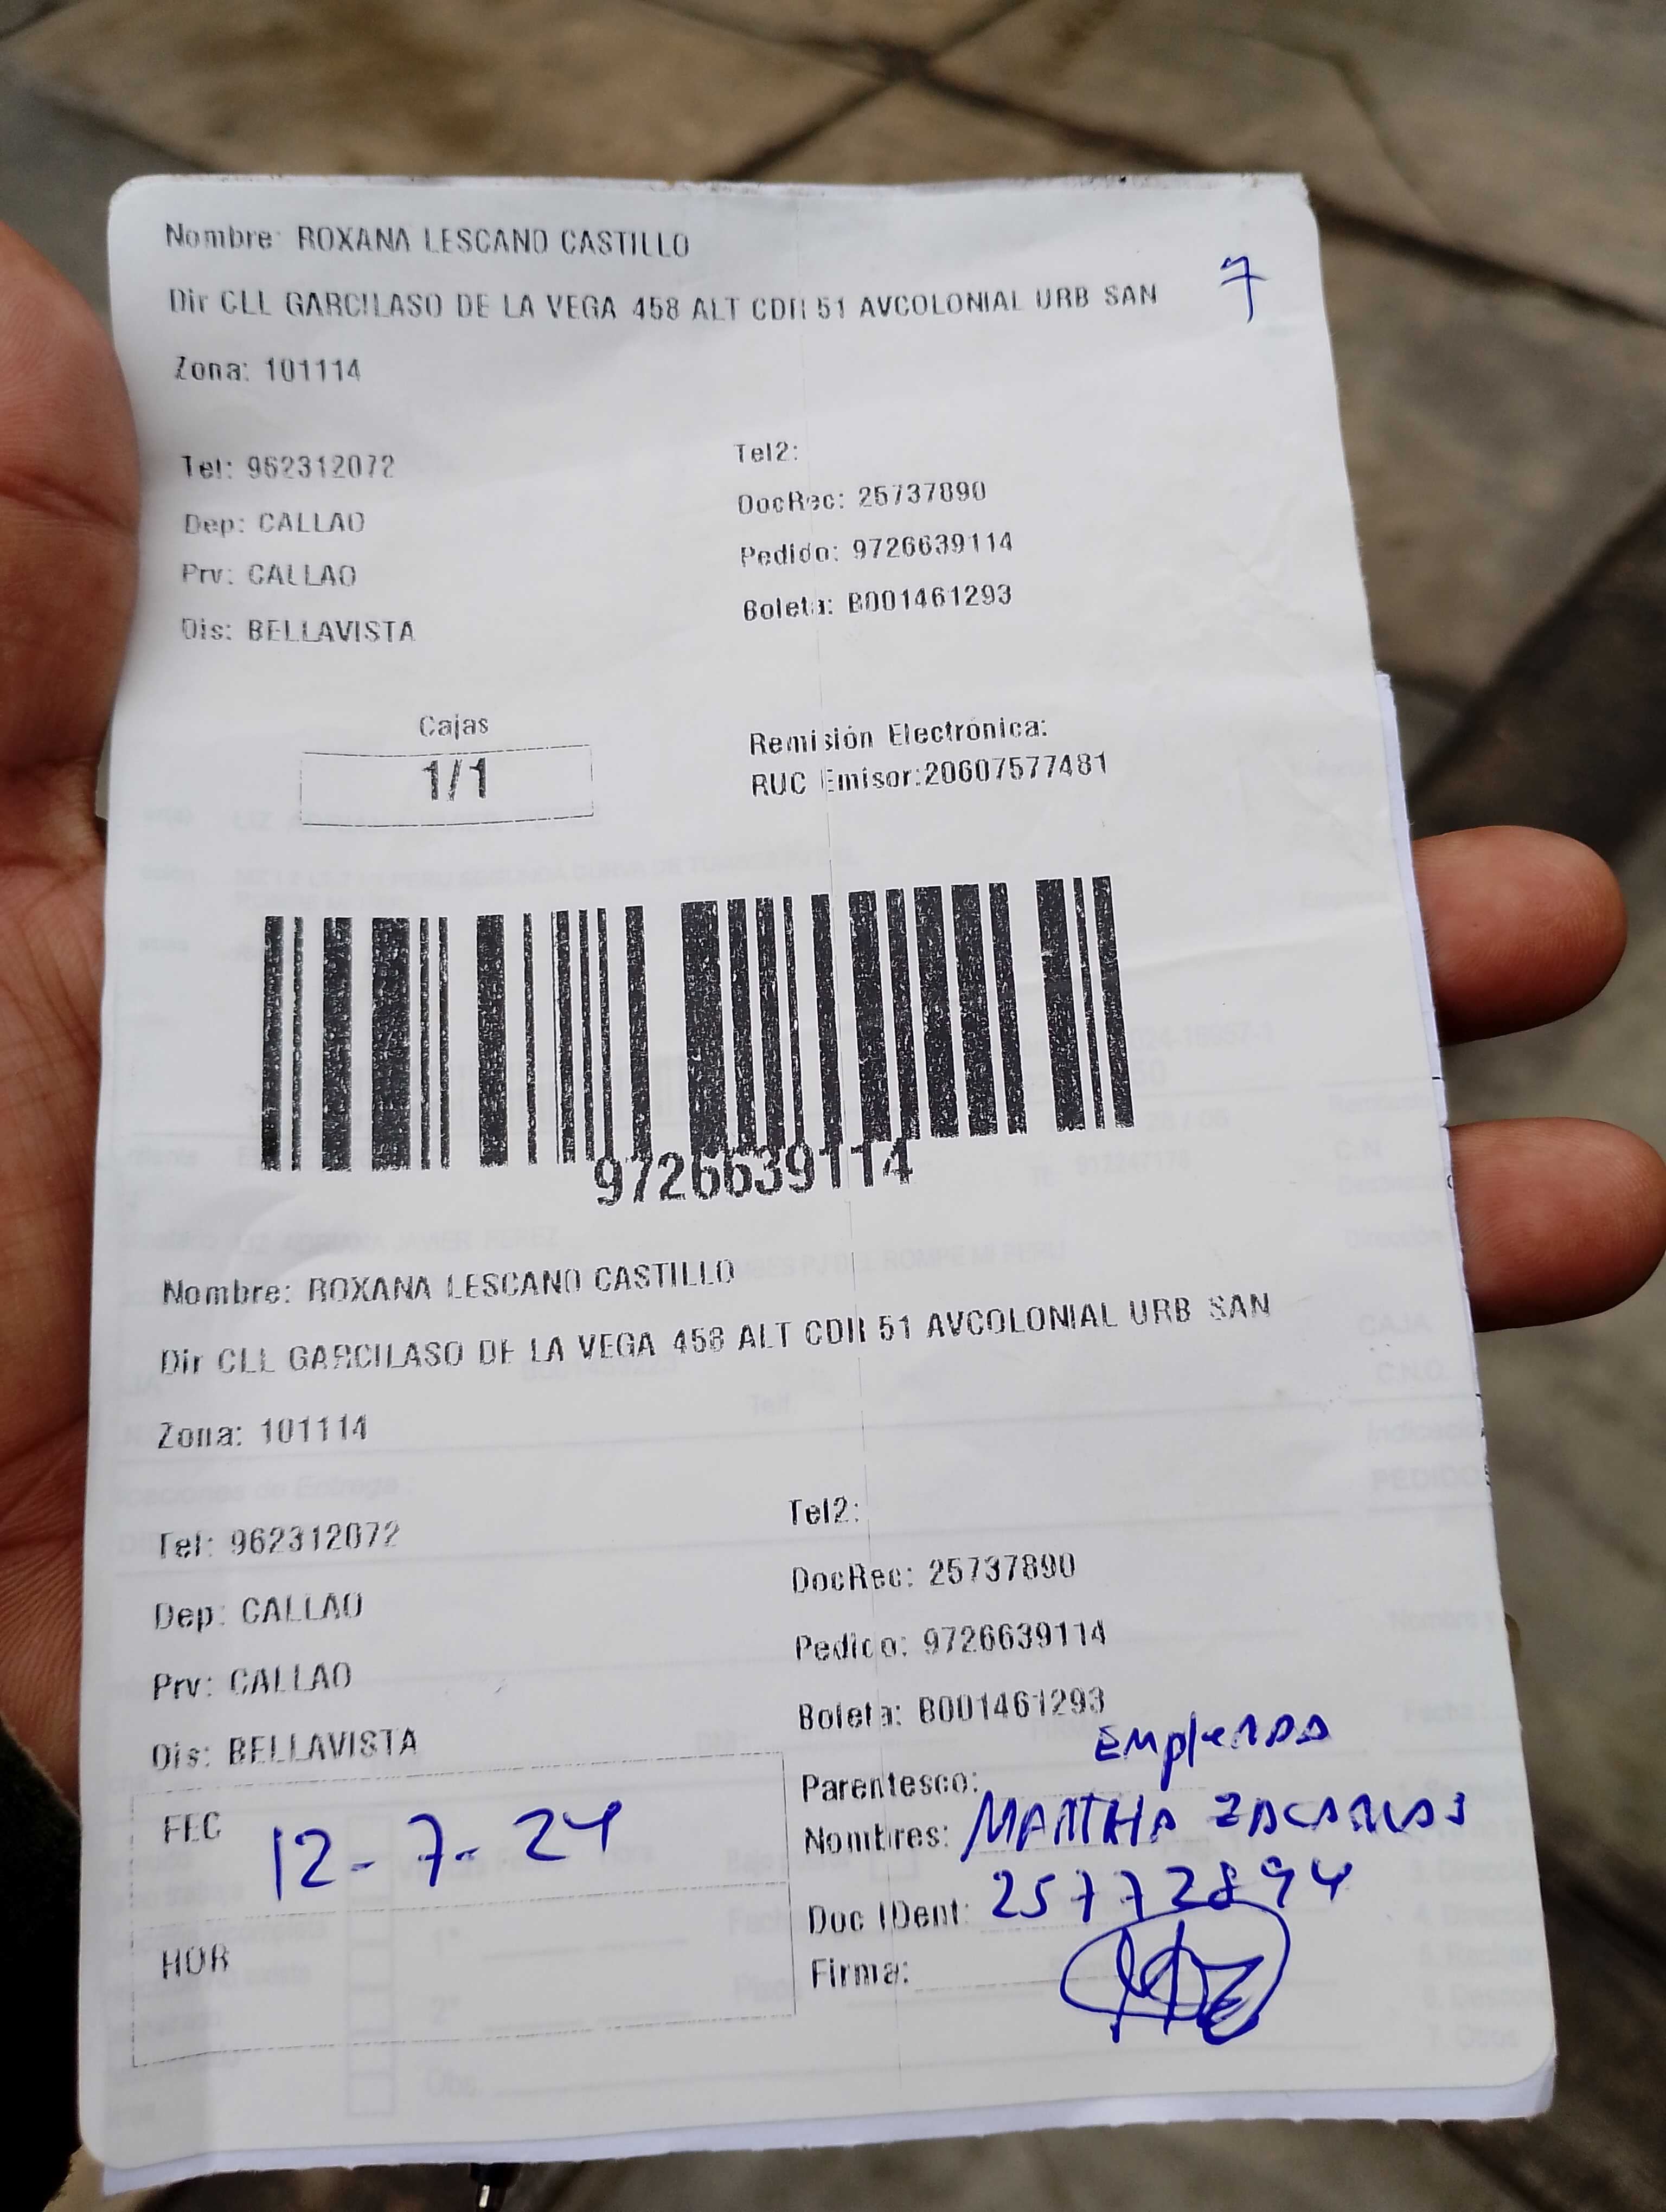 Nombre: ROXANA LESCANO CASTILLO
7
Dir CLL GARCILASO DE LA VEGA 458 ALT CDR 51 AVCOLONIAL URB SAN
Zona: 101114
Tel: 962312072
Tel2:
DocRec: 25737890
Dep: CALLAO
Pedido: 9726639114
Prv: CALLAO
Boleta: B001461293
Dis: BELLAVISTA
Cajas
1/1
Remisión Electrónica:
RUC Emisor:20607577481
9726639114
Nombre: ROXANA LESCANO CASTILLO
Dir CLL GARCILASO DE LA VEGA 458 ALT CDR 51 AVCOLONIAL URB SAN
Zona: 101114
Tel: 962312072
Tel2:
Dep: CALLAO
DocRec: 25737890
Prv: CALLAO
Pedido: 9726639114
Dis: BELLAVISTA
Boleta: B001461293
FEC 12-7-24
HOR
Parentesco: Empleada
Nombres: MARTHA ZACARIAS
Doc IDent: 25772894
Firma: